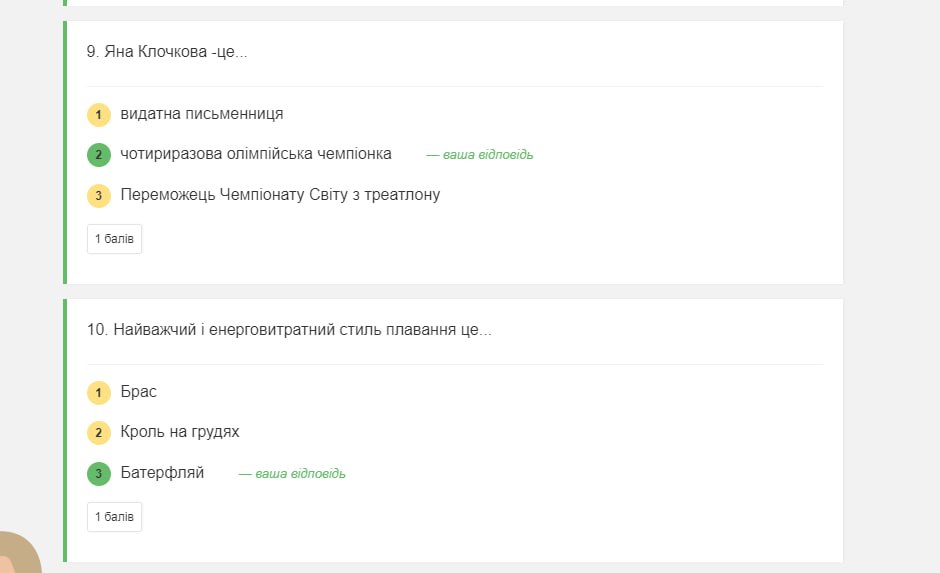 9. Яна Клочкова -це...
1 видатна письменниця
2 чотириразова олімпійська чемпіонка — ваша відповідь
3 Переможець Чемпіонату Світу з треатлону
1 балів
10. Найважчий і енерговитратний стиль плавання це...
1 Брас
2 Кроль на грудях
3 Батерфляй — ваша відповідь
1 балів